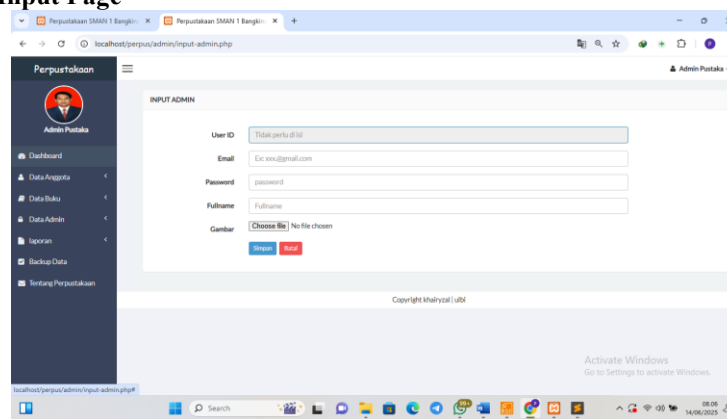 Input Page
Perpustakaan SMAN 1 Bangkin
Perpustakaan SMAN 1 Bangkin
localhost/perpus/admin/input-admin.php
Perpustakaan
Admin Pustaka
Admin Pustaka
Dashboard
Data Anggota
Data Buku
Data Admin
laporan
Backup Data
Tentang Perpustakaan
INPUT ADMIN
User ID
Tidak perlu di isi
Email
Ex: xxx.@gmail.com
Password
password
Fullname
Fullname
Gambar
Choose file No file chosen
Simpan Batal
Copyright khairyzal | ulbi
Activate Windows
Go to Settings to activate Windows.
localhost/perpus/admin/input-admin.php#
Search
99+
08.06
14/06/2025